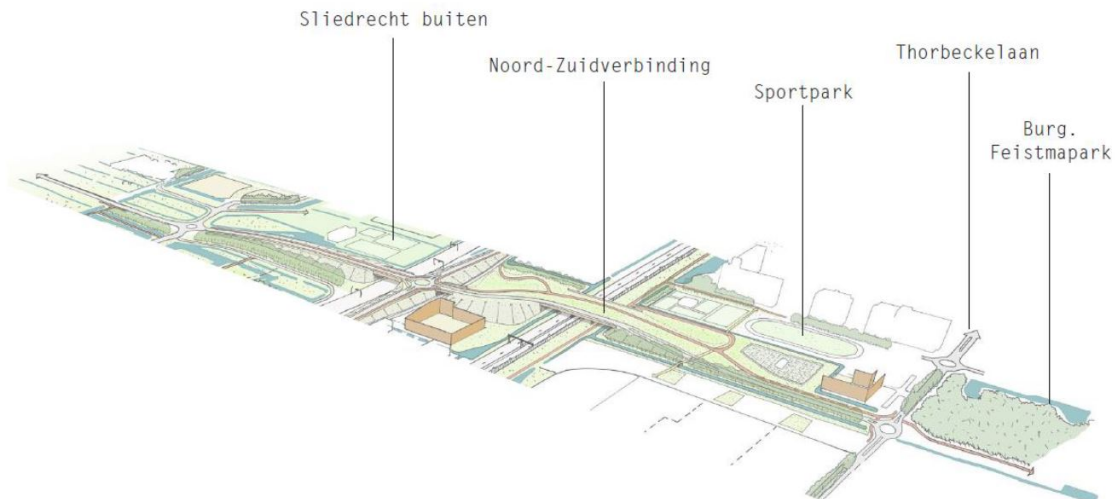 Sliedrecht buiten
Noord-Zuidverbinding
Sportpark
Thorbeckelaan
Burg.
Feistmapark